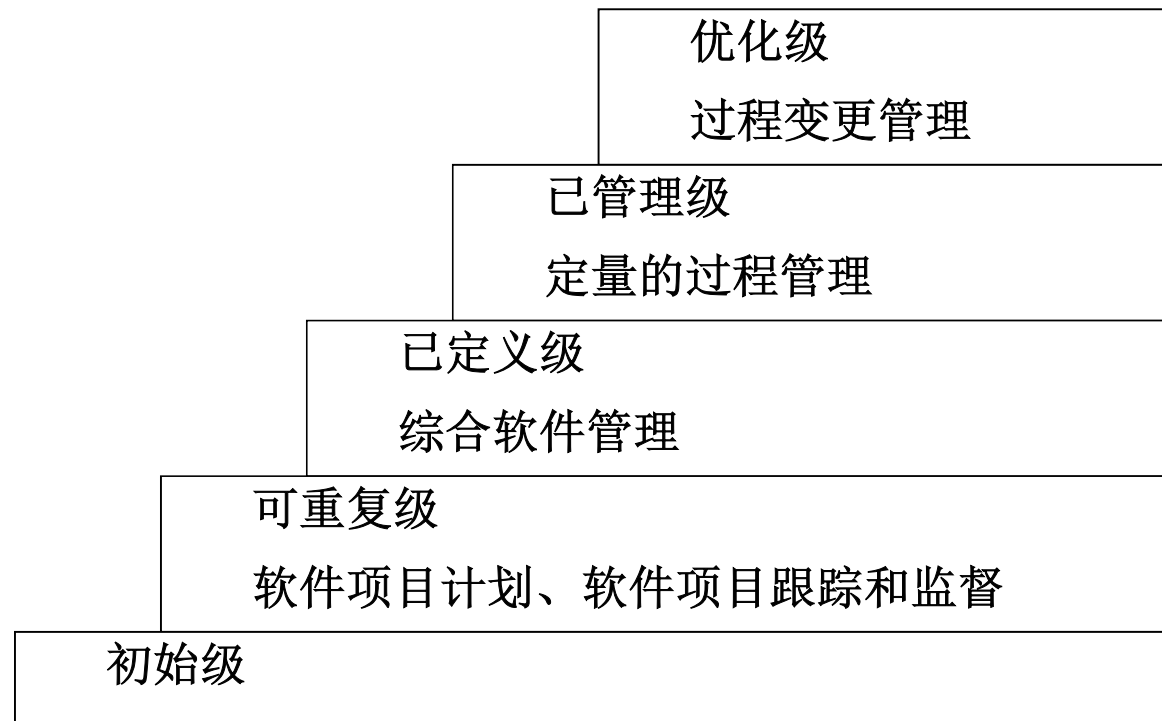 优化级
过程变更管理
已管理级
定量的过程管理
已定义级
综合软件管理
可重复级
软件项目计划、软件项目跟踪和监督
初始级